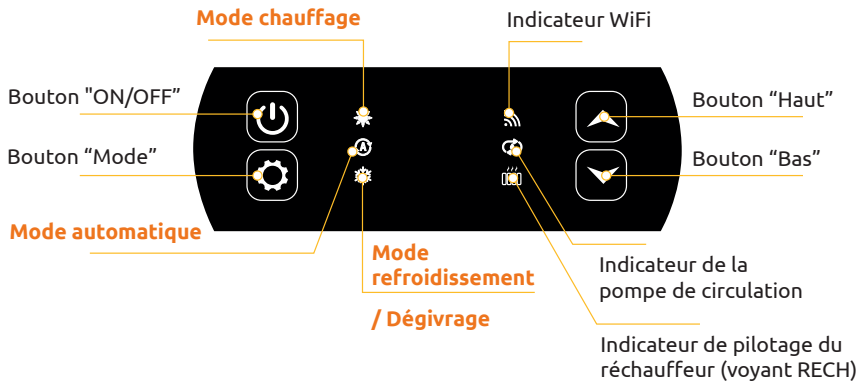 Mode chauffage
Indicateur WiFi
Bouton "ON/OFF”
Bouton “Haut”
Bouton “Mode”
A
Bouton “Bas”
Mode automatique
Mode
refroidissement
/ Dégivrage
Indicateur de la
pompe de circulation
Indicateur de pilotage du
réchauffeur (voyant RECH)